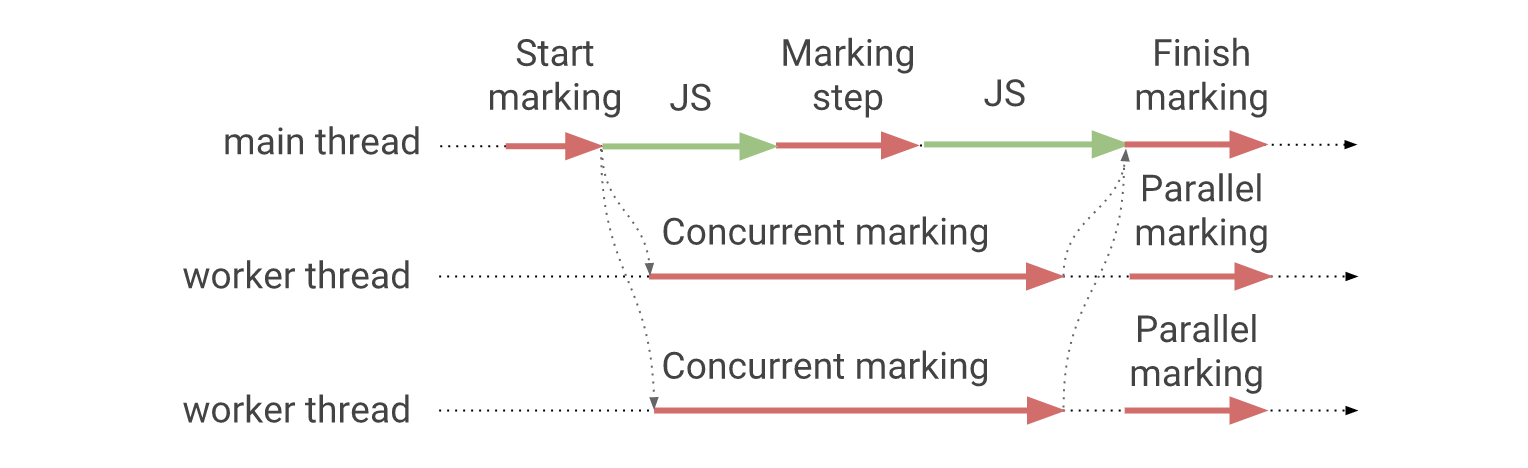 Start
marking
JS
Marking
step
JS
Finish
marking
main thread
Parallel
marking
Concurrent marking
worker thread
Parallel
marking
Concurrent marking
worker thread